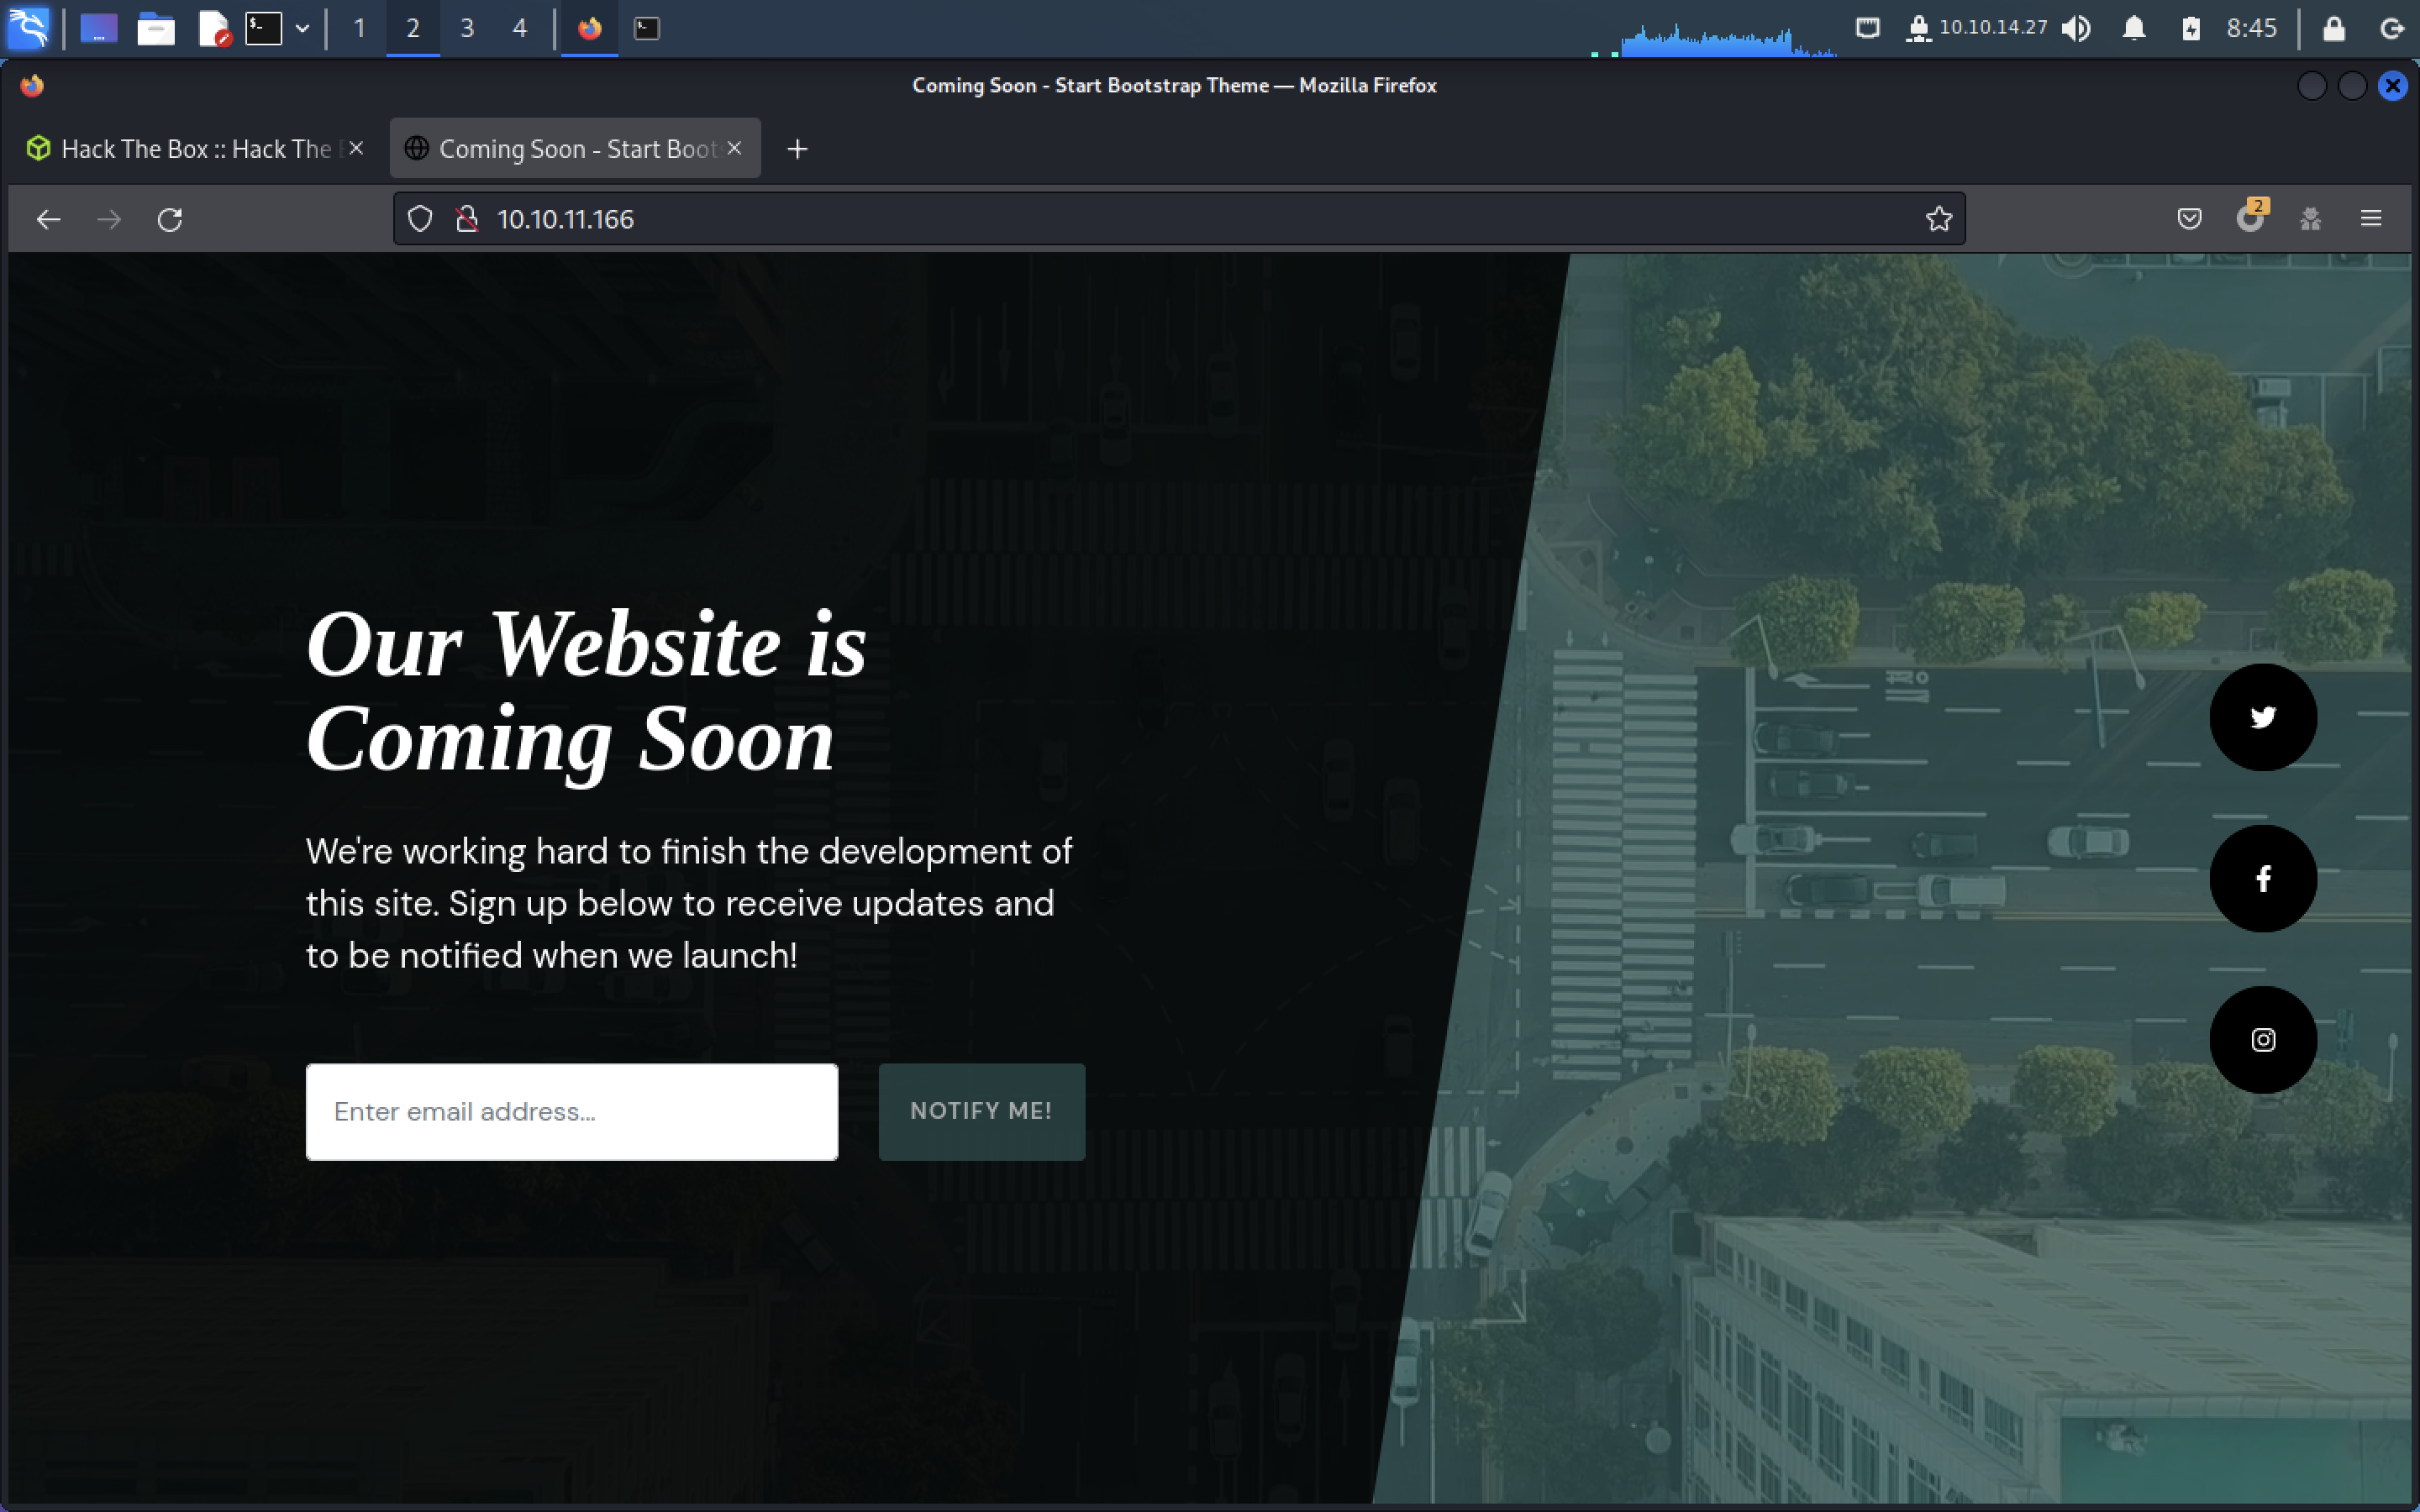 1 2 3 4 10.10.14.27 8:45
Coming Soon - Start Bootstrap Theme — Mozilla Firefox
Hack The Box :: Hack The Coming Soon - Start Boot
10.10.11.166
2
Our Website is
Coming Soon
We're working hard to finish the development of
this site. Sign up below to receive updates and
to be notified when we launch!
Enter email address...
NOTIFY ME!